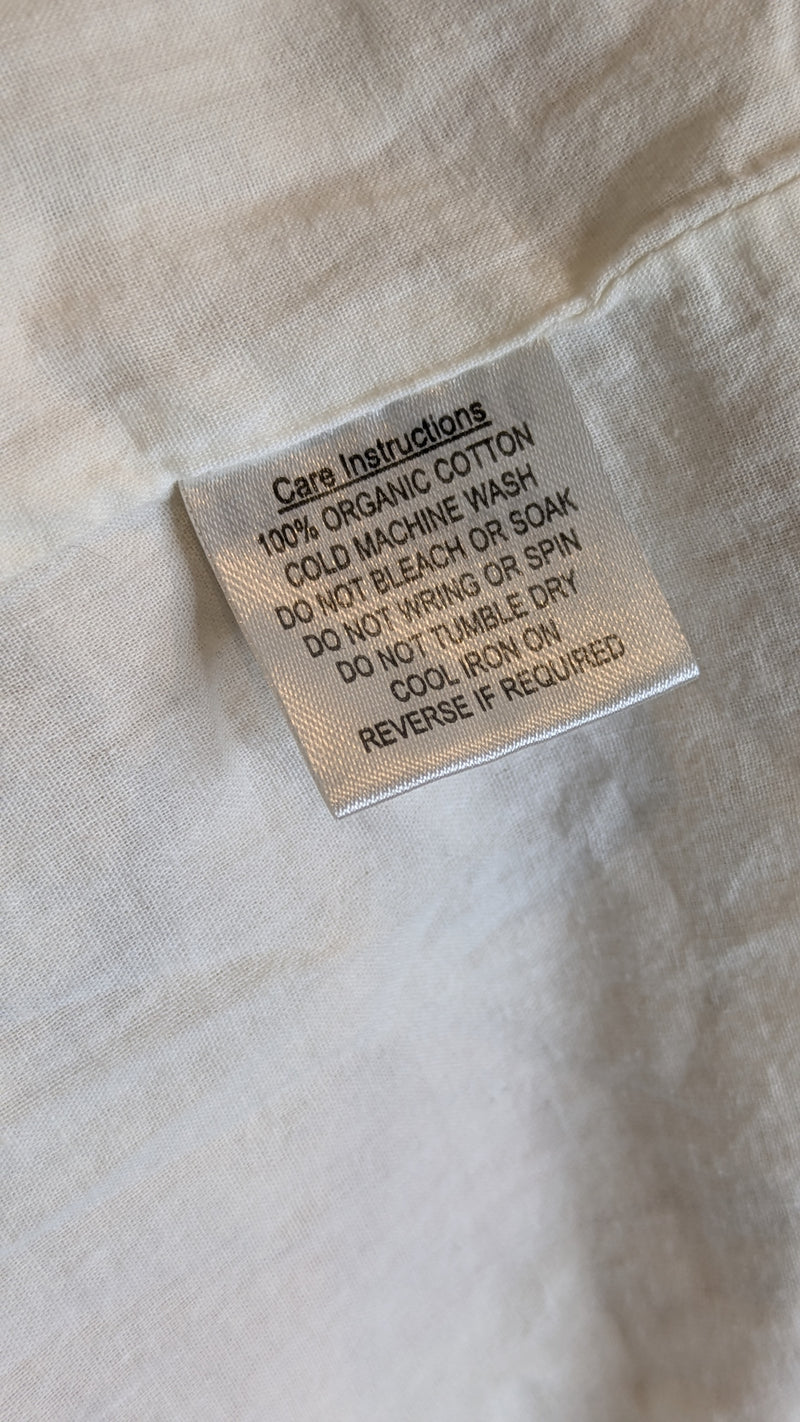 Care Instructions
100% ORGANIC COTTON
COLD MACHINE WASH
DO NOT BLEACH OR SOAK
DO NOT WRING OR SPIN
DO NOT TUMBLE DRY
COOL IRON ON
REVERSE IF REQUIRED